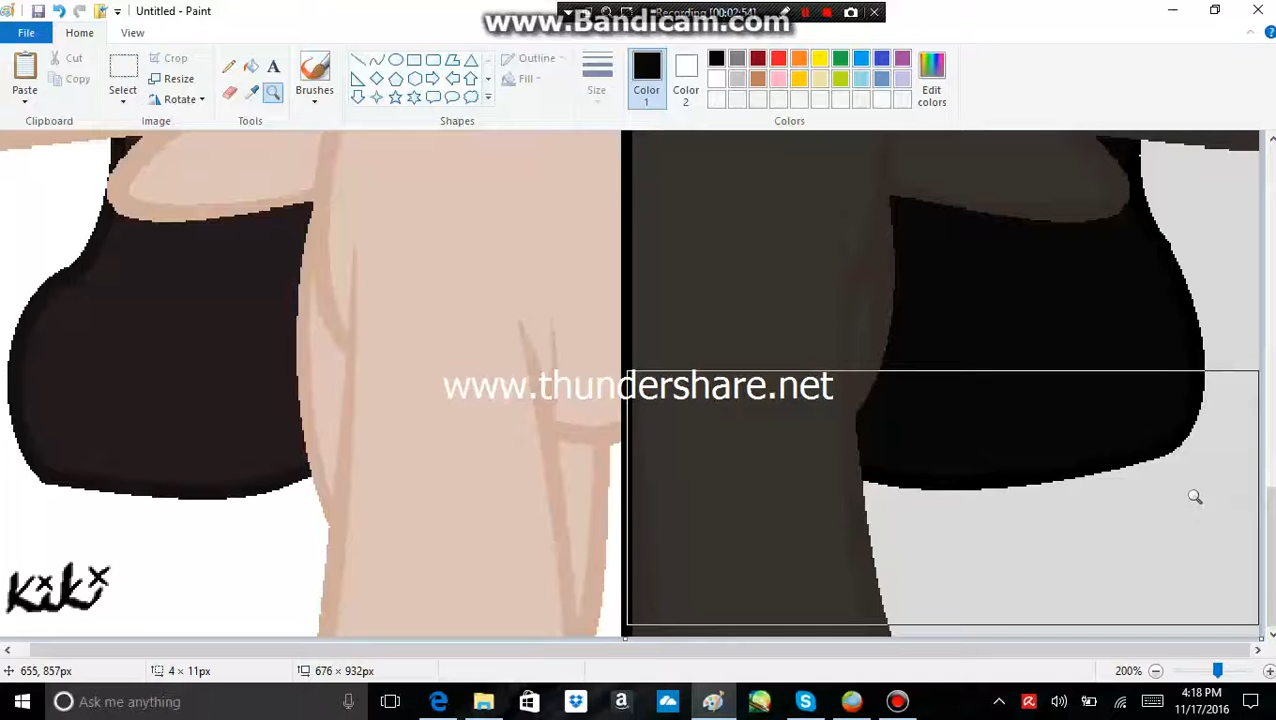 www.Bandicam.com
Recording [00:02:54]
Untitled - Paint
File
Home
View
Paste
Cut
Copy
Clipboard
Select
Crop
Resize
Rotate
Image
A
Tools
Brushes
Outline
Fill
Shapes
Size
Color 1
Color 2
Edit colors
Colors
www.thundershare.net
kiki
655, 857px
4 × 11px
676 × 932px
200%
Ask me anything
4:18 PM
11/17/2016